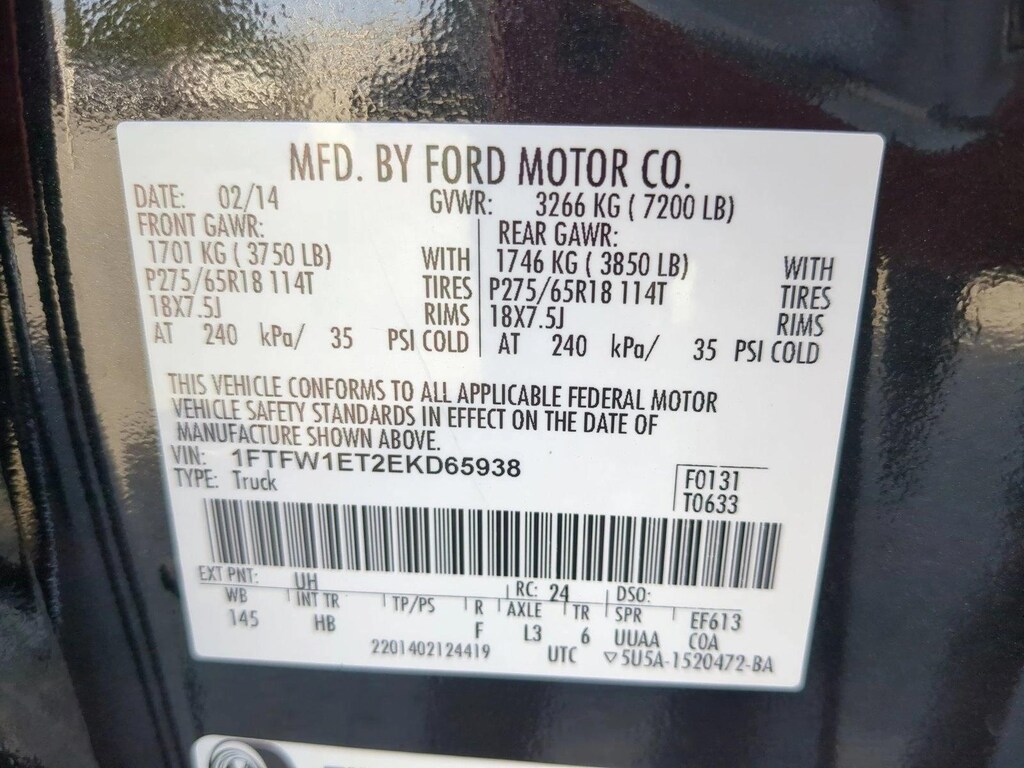 MFD. BY FORD MOTOR CO.
DATE: 02/14 GVWR: 3266 KG ( 7200 LB)
FRONT GAWR: REAR GAWR:
1701 KG ( 3750 LB) WITH 1746 KG ( 3850 LB) WITH
P275/65R18 114T TIRES P275/65R18 114T TIRES
18X7.5J RIMS 18X7.5J RIMS
AT 240 kPa/ 35 PSI COLD AT 240 kPa/ 35 PSI COLD
THIS VEHICLE CONFORMS TO ALL APPLICABLE FEDERAL MOTOR
VEHICLE SAFETY STANDARDS IN EFFECT ON THE DATE OF
MANUFACTURE SHOWN ABOVE.
VIN: 1FTFW1ET2EKD65938
TYPE: Truck
F0131
T0633
EXT PNT: UH RC: 24 DSO:
WB INT TR TP/PS R AXLE TR SPR EF613
145 HB F L3 6 UUAA COA
2201402124419 UTC ▽5U5A-1520472-BA